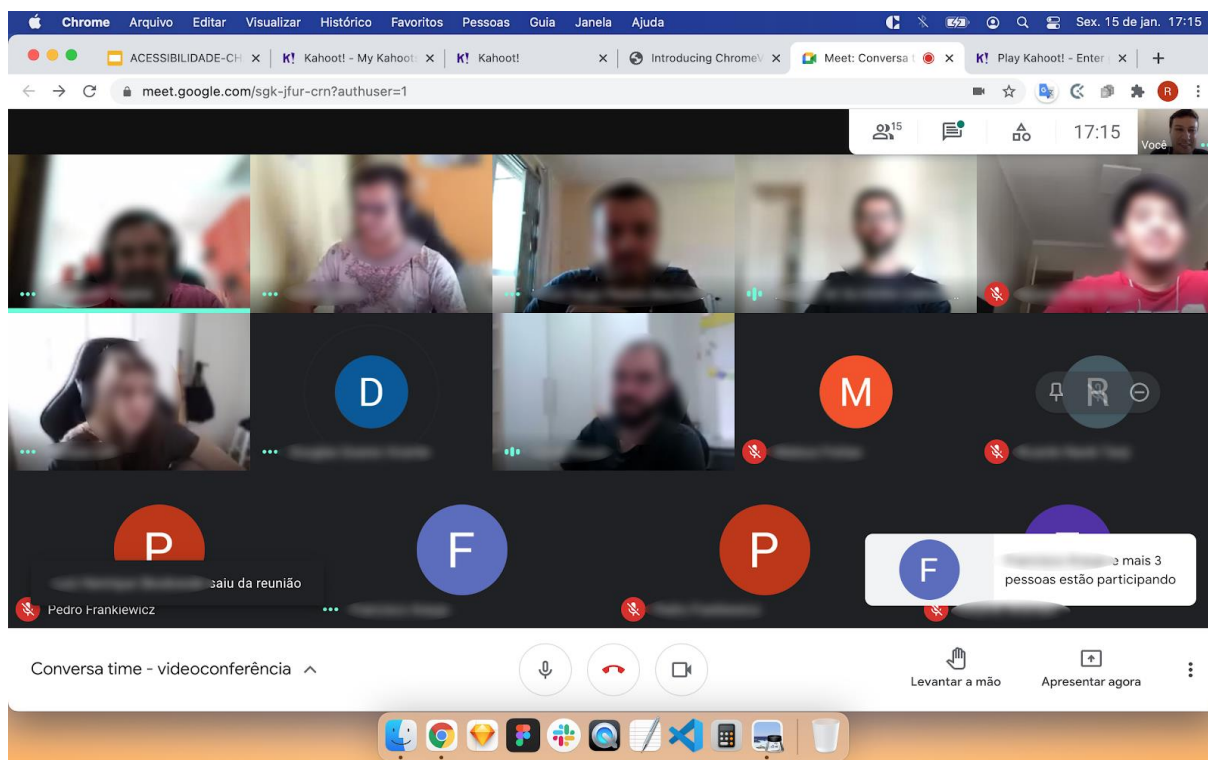 Chrome Arquivo Editar Visualizar Histórico Favoritos Pessoas Guia Janela Ajuda Sex. 15 de jan. 17:15
ACESSIBILIDADE-CH K! Kahoot! - My Kahoot K! Kahoot! Introducing ChromeV Meet: Conversa t K! Play Kahoot! - Enter
meet.google.com/sgk-jfur-crn?authuser=1 R
15 17:15
Você
D M R
P F P F
saiu da reunião
e mais 3
pessoas estão participando
Pedro Frankiewicz
Conversa time - videoconferência
Levantar a mão Apresentar agora